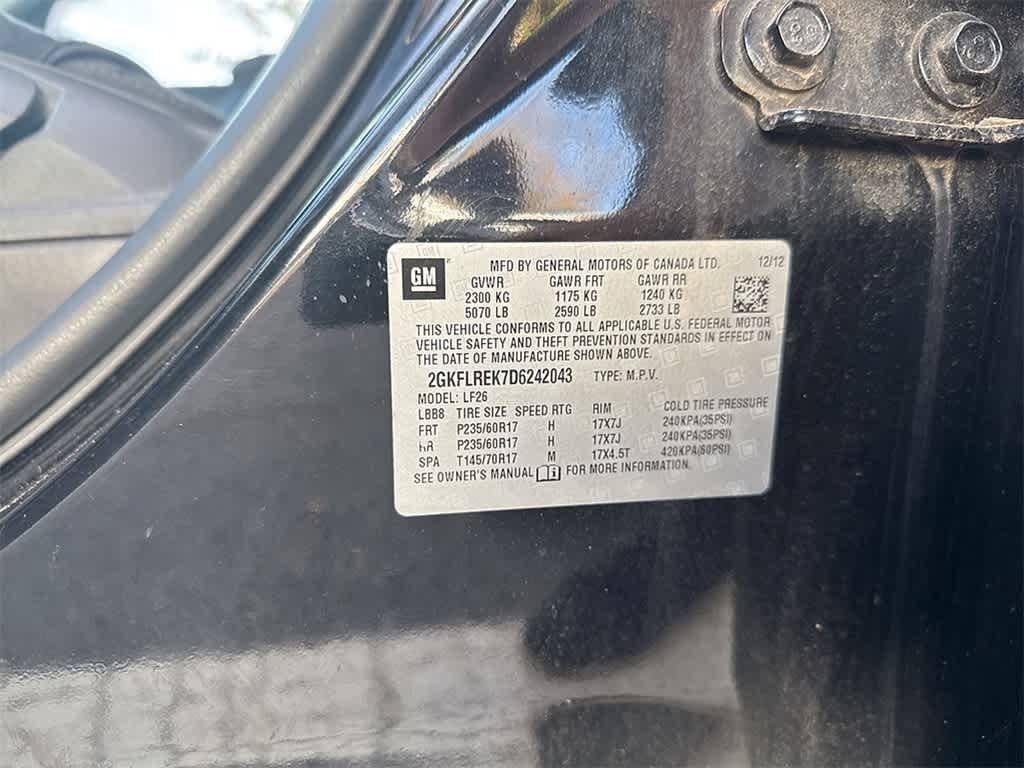 GM
MFD BY GENERAL MOTORS OF CANADA LTD. 12/12
GVWR GAWR FRT GAWR RR
2300 KG 1175 KG 1240 KG
5070 LB 2590 LB 2733 LB
THIS VEHICLE CONFORMS TO ALL APPLICABLE U.S. FEDERAL MOTOR
VEHICLE SAFETY AND THEFT PREVENTION STANDARDS IN EFFECT ON
THE DATE OF MANUFACTURE SHOWN ABOVE.
2GKFLREK7D6242043 TYPE: M.P.V.
MODEL: LF26
LBB8 TIRE SIZE SPEED RTG RIM COLD TIRE PRESSURE
FRT P235/60R17 H 17X7J 240KPA(35PSI)
RR P235/60R17 H 17X7J 240KPA(35PSI)
SPA T145/70R17 M 17X4.5T 420KPA(60PSI)
SEE OWNER'S MANUAL FOR MORE INFORMATION.